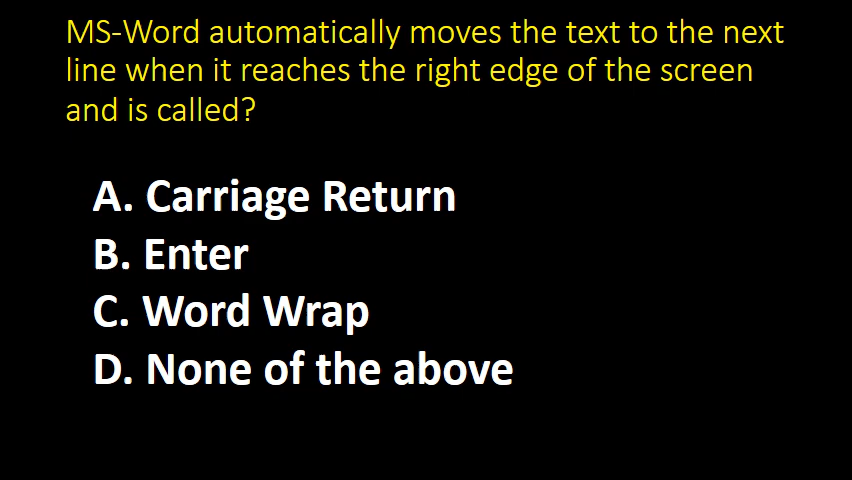 MS-Word automatically moves the text to the next
line when it reaches the right edge of the screen
and is called?
A. Carriage Return
B. Enter
C. Word Wrap
D. None of the above